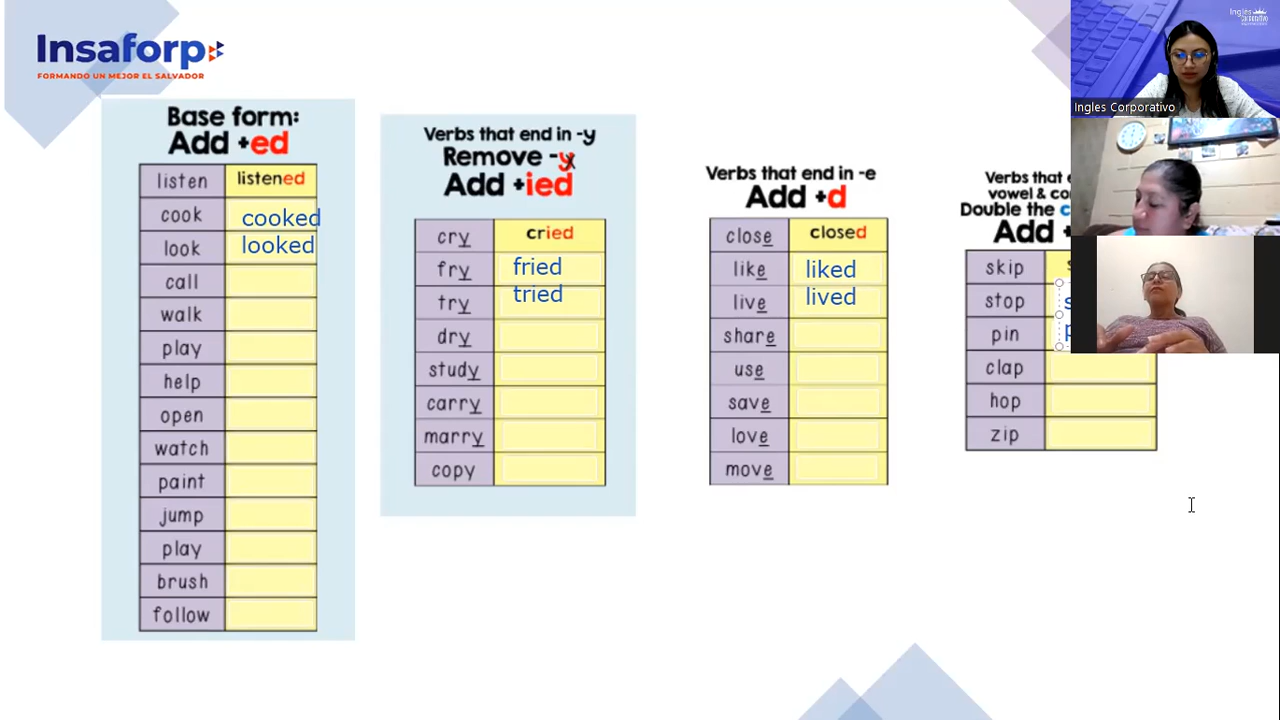 Insaforp
FORMANDO UN MEJOR EL SALVADOR
Base form:
Add +ed
listen listened
cook cooked
look looked
call
walk
play
help
open
watch
paint
jump
play
brush
follow
Verbs that end in -y
Remove -y
Add +ied
cry cried
fry fried
try tried
dry
study
carry
marry
copy
Verbs that end in -e
Add +d
close closed
like liked
live lived
share
use
save
love
move
Verbs that
vowel &
Double the
Add +
skip
stop
pin
clap
hop
zip
Inglés
Ingles Corporativo